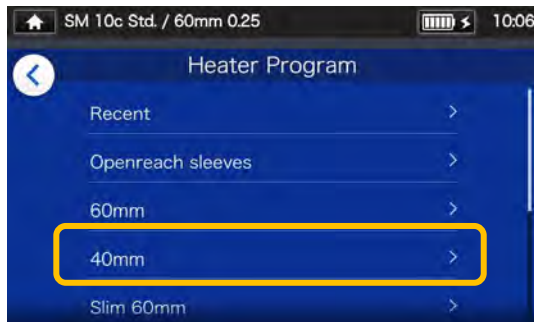 SM 10c Std. / 60mm 0.25 10:06
Heater Program
Recent
Openreach sleeves
60mm
40mm
Slim 60mm